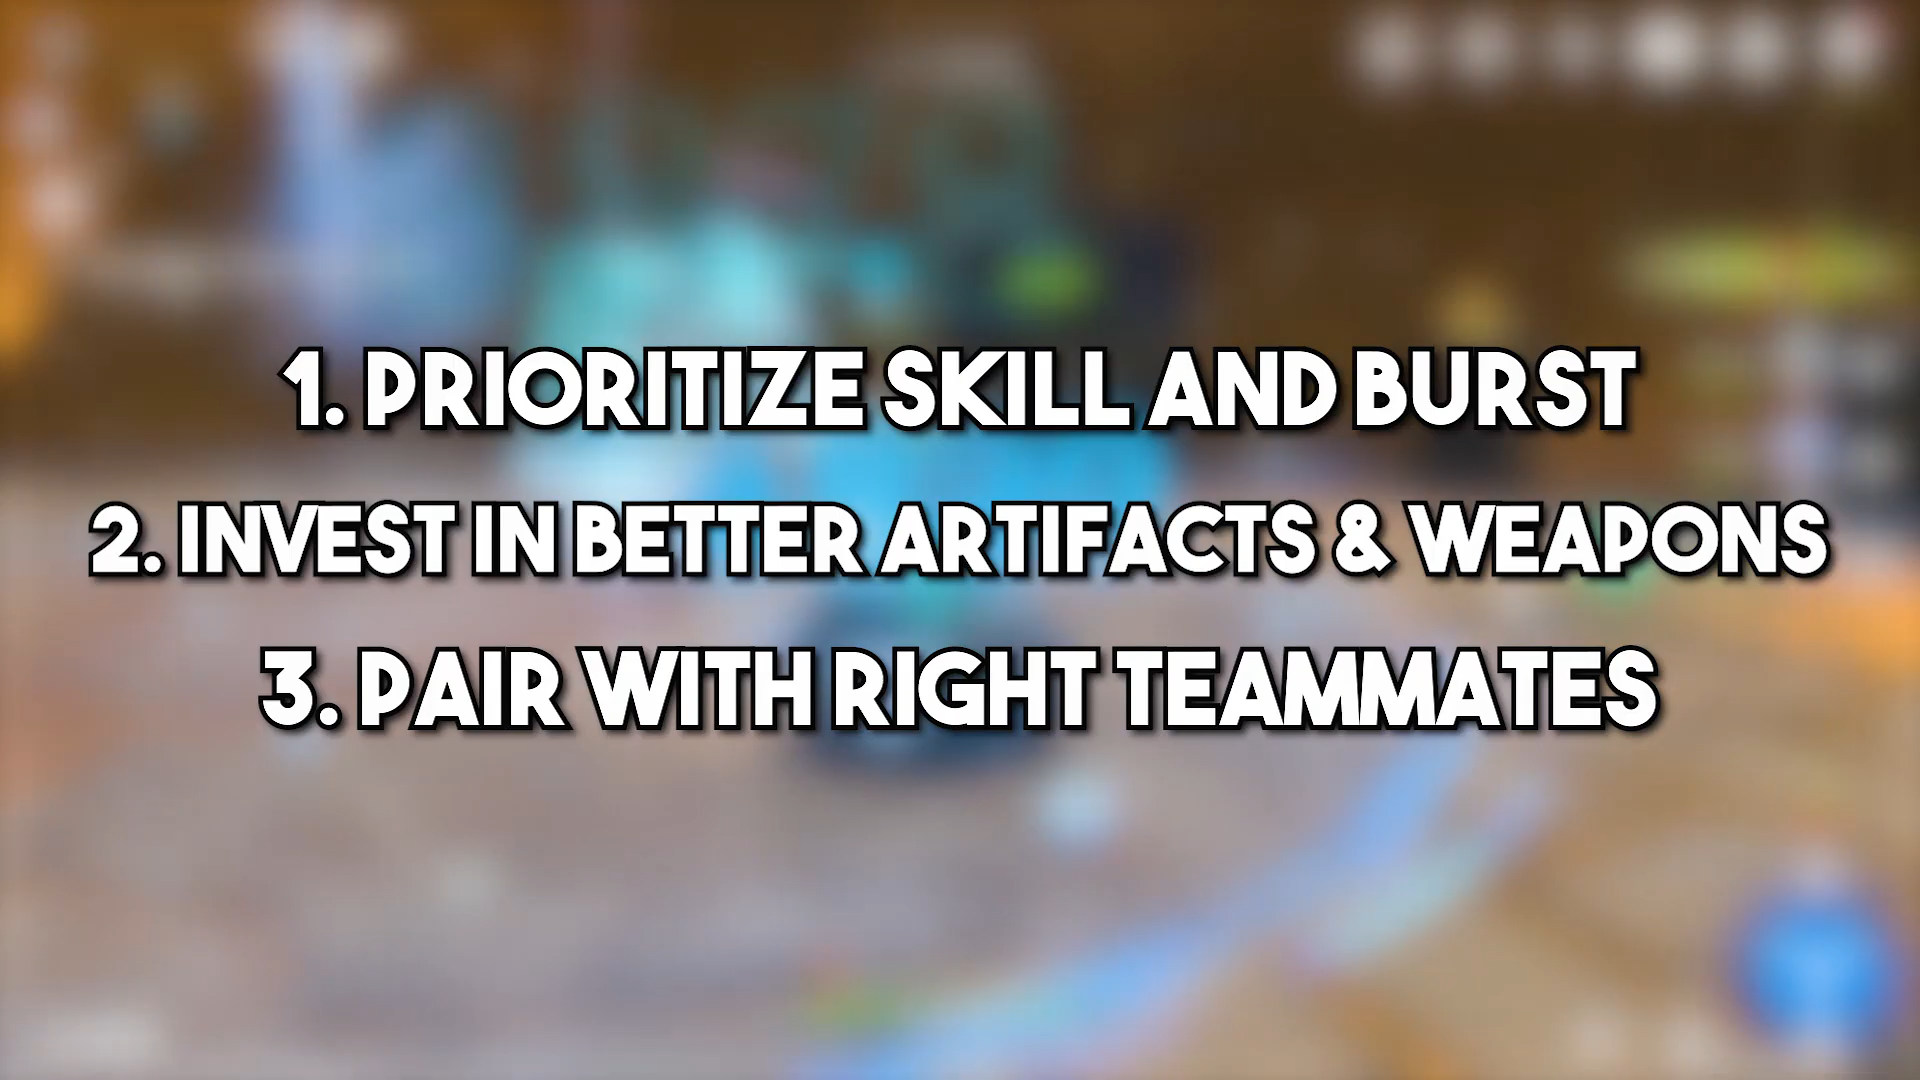 1. PRIORITIZE SKILL AND BURST
2. INVEST IN BETTER ARTIFACTS & WEAPONS
3. PAIR WITH RIGHT TEAMMATES